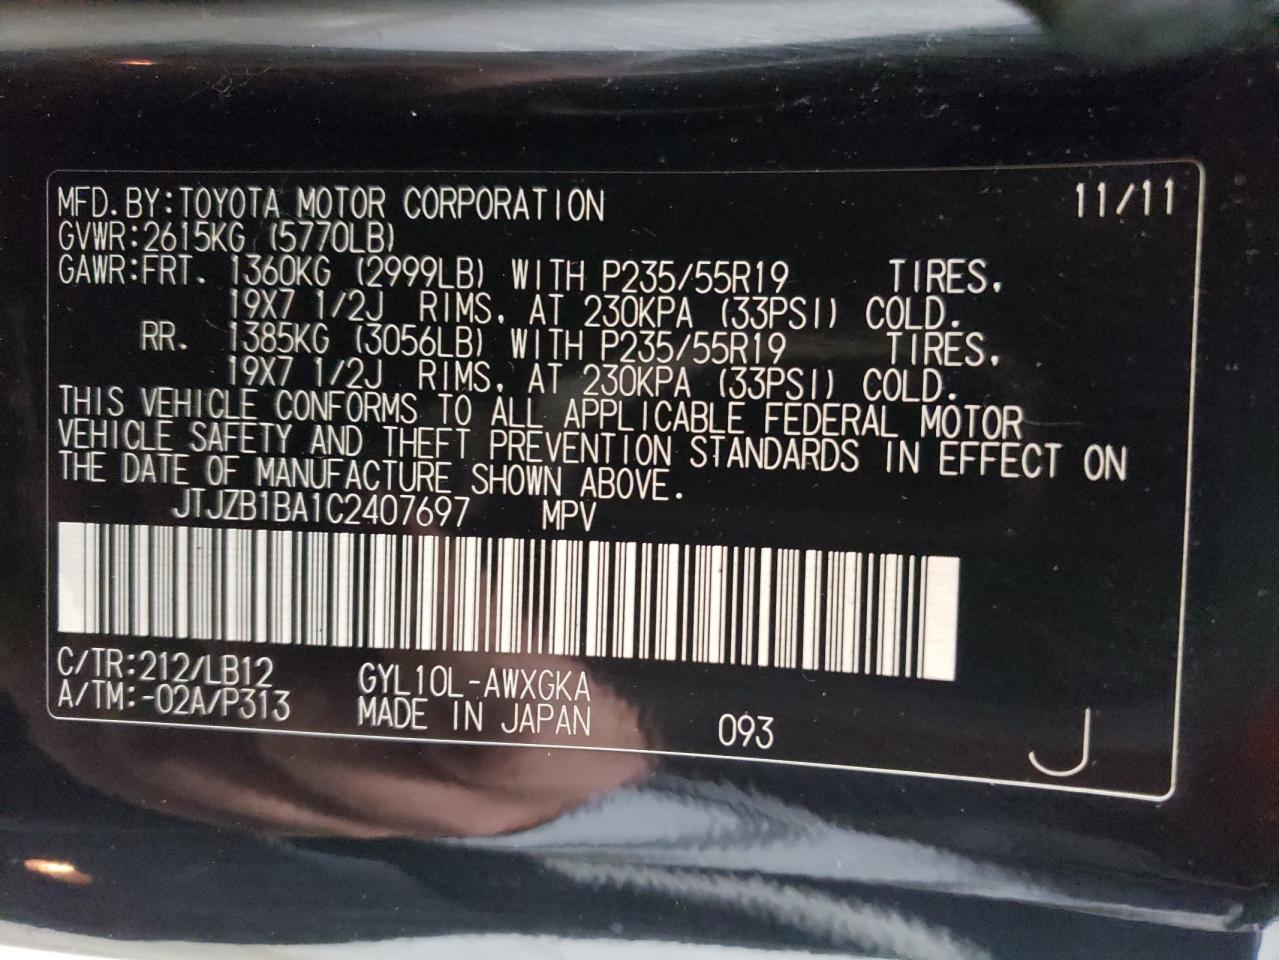 MFD.BY:TOYOTA MOTOR CORPORATION 11/11
GVWR:2615KG (5770LB)
GAWR:FRT. 1360KG (2999LB) WITH P235/55R19 TIRES,
19X7 1/2J RIMS, AT 230KPA (33PSI) COLD.
RR. 1385KG (3056LB) WITH P235/55R19 TIRES,
19X7 1/2J RIMS, AT 230KPA (33PSI) COLD.
THIS VEHICLE CONFORMS TO ALL APPLICABLE FEDERAL MOTOR
VEHICLE SAFETY AND THEFT PREVENTION STANDARDS IN EFFECT ON
THE DATE OF MANUFACTURE SHOWN ABOVE.
JTJZB1BA1C2407697 MPV
C/TR:212/LB12 GYL10L-AWXGKA
A/TM:-02A/P313 MADE IN JAPAN 093 J